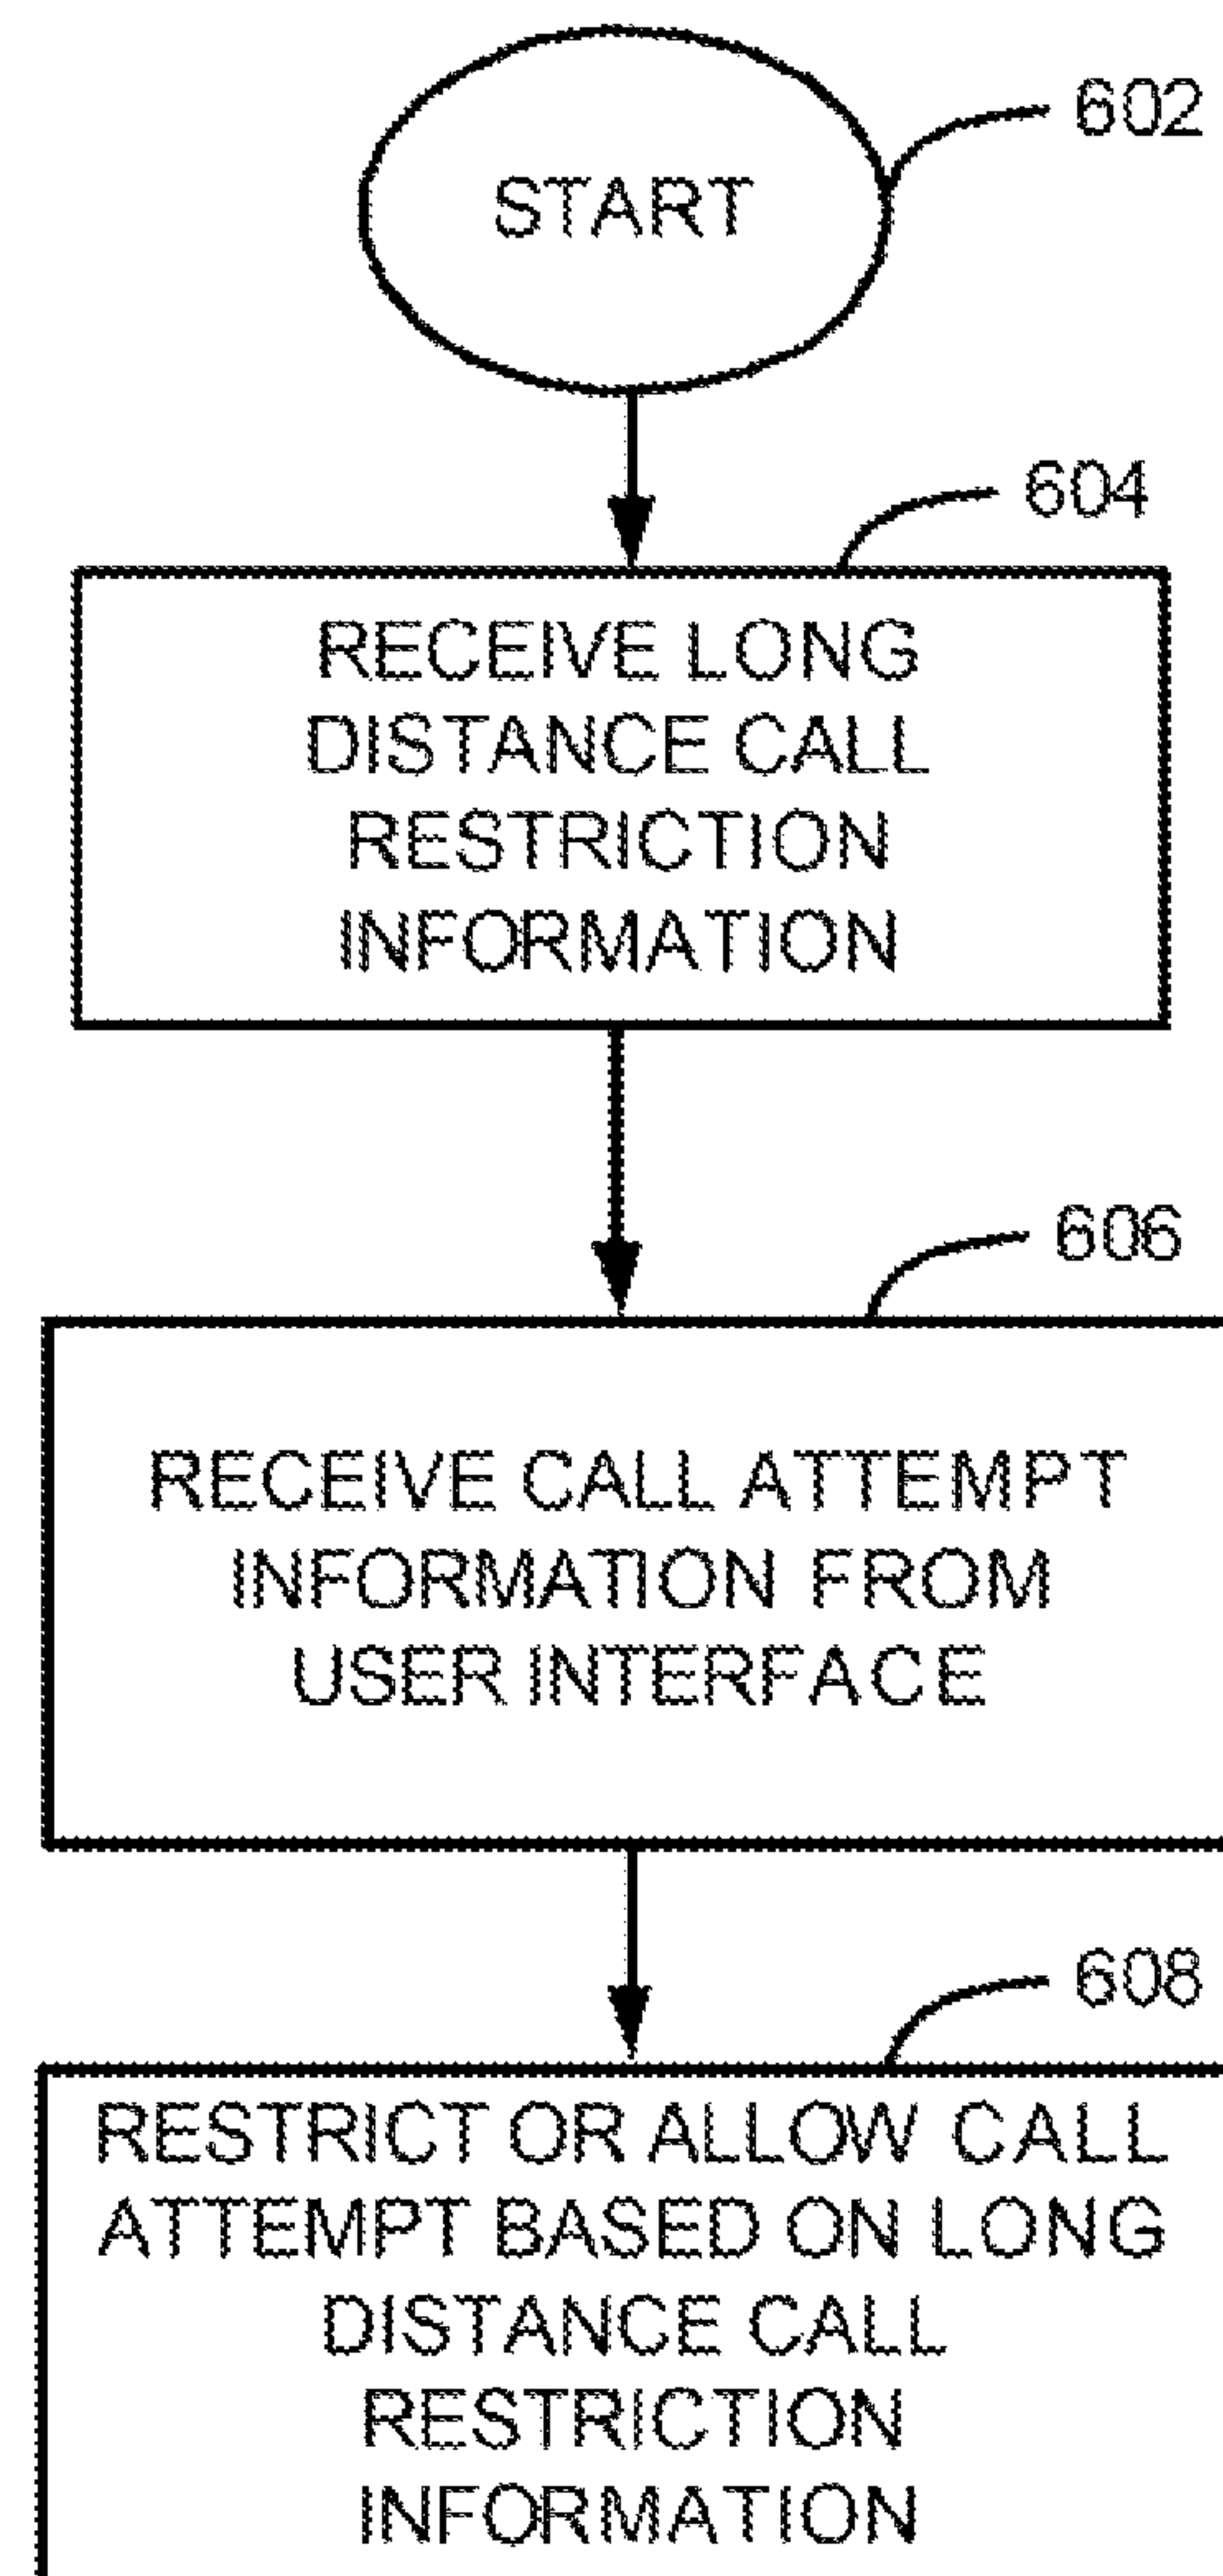 602
START
604
RECEIVE LONG
DISTANCE CALL
RESTRICTION
INFORMATION
606
RECEIVE CALL ATTEMPT
INFORMATION FROM
USER INTERFACE
608
RESTRICT OR ALLOW CALL
ATTEMPT BASED ON LONG
DISTANCE CALL
RESTRICTION
INFORMATION